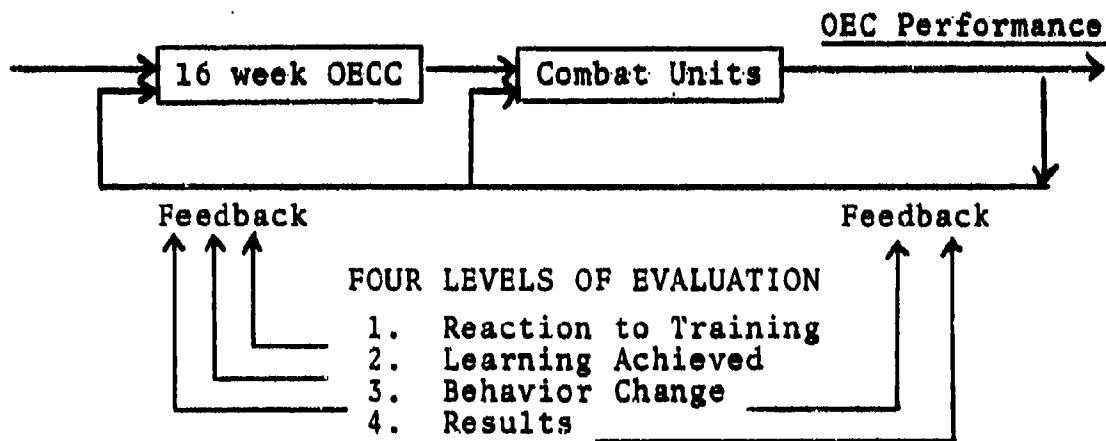 OEC Performance
16 week OECC
Combat Units
Feedback
Feedback
FOUR LEVELS OF EVALUATION
1. Reaction to Training
2. Learning Achieved
3. Behavior Change
4. Results